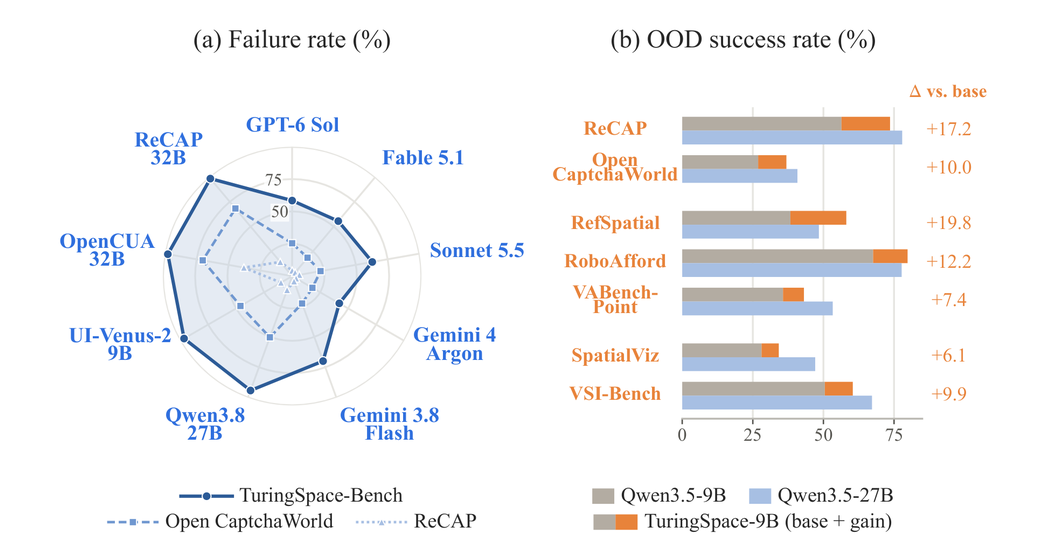 (a) Failure rate (%)
GPT-6 Sol
Fable 5.1
Sonnet 5.5
Gemini 4
Argon
Gemini 3.8
Flash
Qwen3.8
27B
UI-Venus-2
9B
OpenCUA
32B
ReCAP
32B
75
50
TuringSpace-Bench
Open CaptchaWorld
ReCAP
(b) OOD success rate (%)
Δ vs. base
ReCAP
+17.2
Open
CaptchaWorld
+10.0
RefSpatial
+19.8
RoboAfford
+12.2
VABench-
Point
+7.4
SpatialViz
+6.1
VSI-Bench
+9.9
0 25 50 75
Qwen3.5-9B
Qwen3.5-27B
TuringSpace-9B (base + gain)